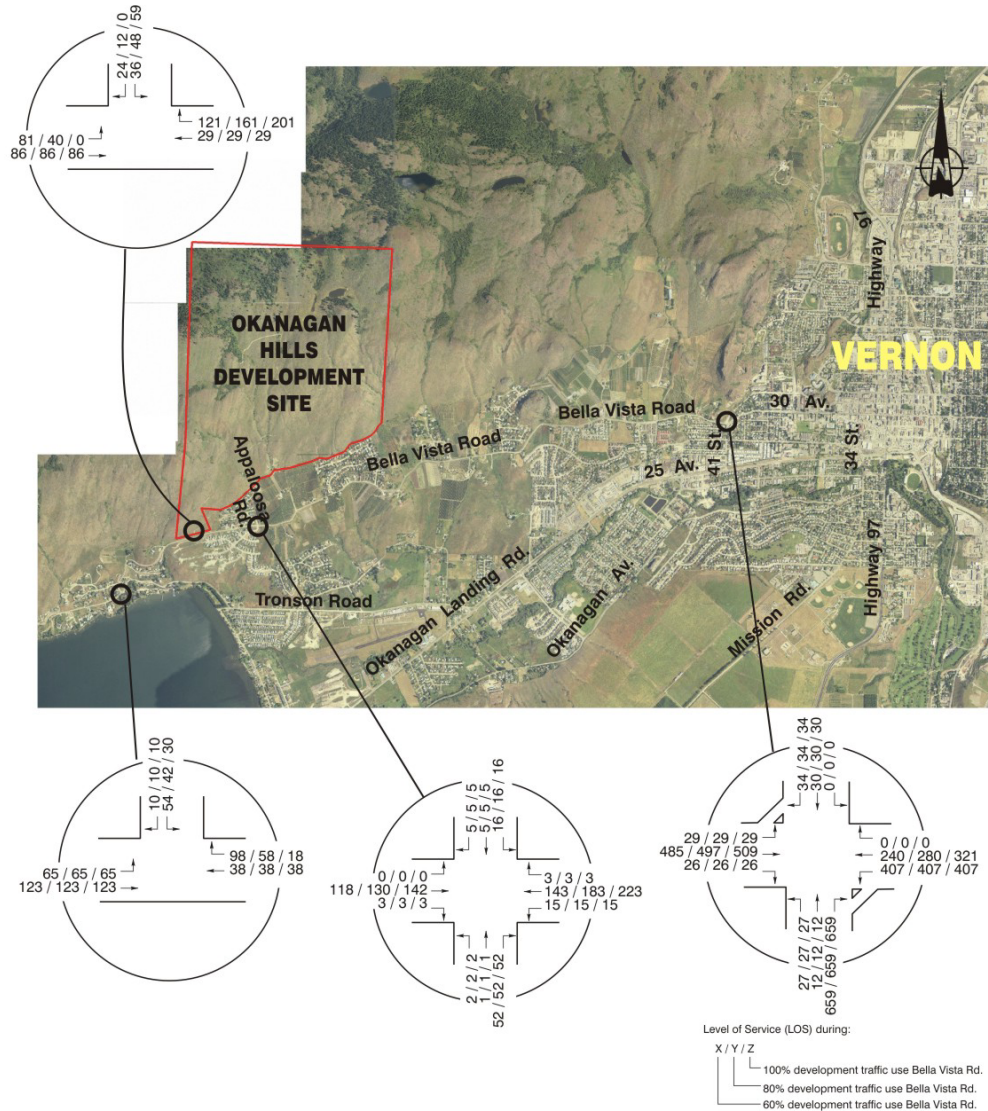 24 / 12 / 0
36 / 48 / 59
81 / 40 / 0
86 / 86 / 86
121 / 161 / 201
29 / 29 / 29
N
97
Highway
OKANAGAN
HILLS
DEVELOPMENT
SITE
VERNON
30 Av.
Bella Vista Road
Bella Vista Road
41 St.
34 St.
25 Av.
Appaloosa
Rd.
Tronson Road
Okanagan Landing Rd.
Okanagan Av.
Mission Rd.
Highway 97
10 / 10 / 10
54 / 42 / 30
65 / 65 / 65
123 / 123 / 123
98 / 58 / 18
38 / 38 / 38
5 / 5 / 5
5 / 5 / 5
16 / 16 / 16
0 / 0 / 0
118 / 130 / 142
3 / 3 / 3
3 / 3 / 3
143 / 183 / 223
15 / 15 / 15
2 / 2 / 2
1 / 1 / 1
52 / 52 / 52
34 / 34 / 34
30 / 30 / 30
0 / 0 / 0
29 / 29 / 29
485 / 497 / 509
26 / 26 / 26
0 / 0 / 0
240 / 280 / 321
407 / 407 / 407
27 / 27 / 27
12 / 12 / 12
659 / 659 / 659
Level of Service (LOS) during:
X / Y / Z
100% development traffic use Bella Vista Rd.
80% development traffic use Bella Vista Rd.
60% development traffic use Bella Vista Rd.